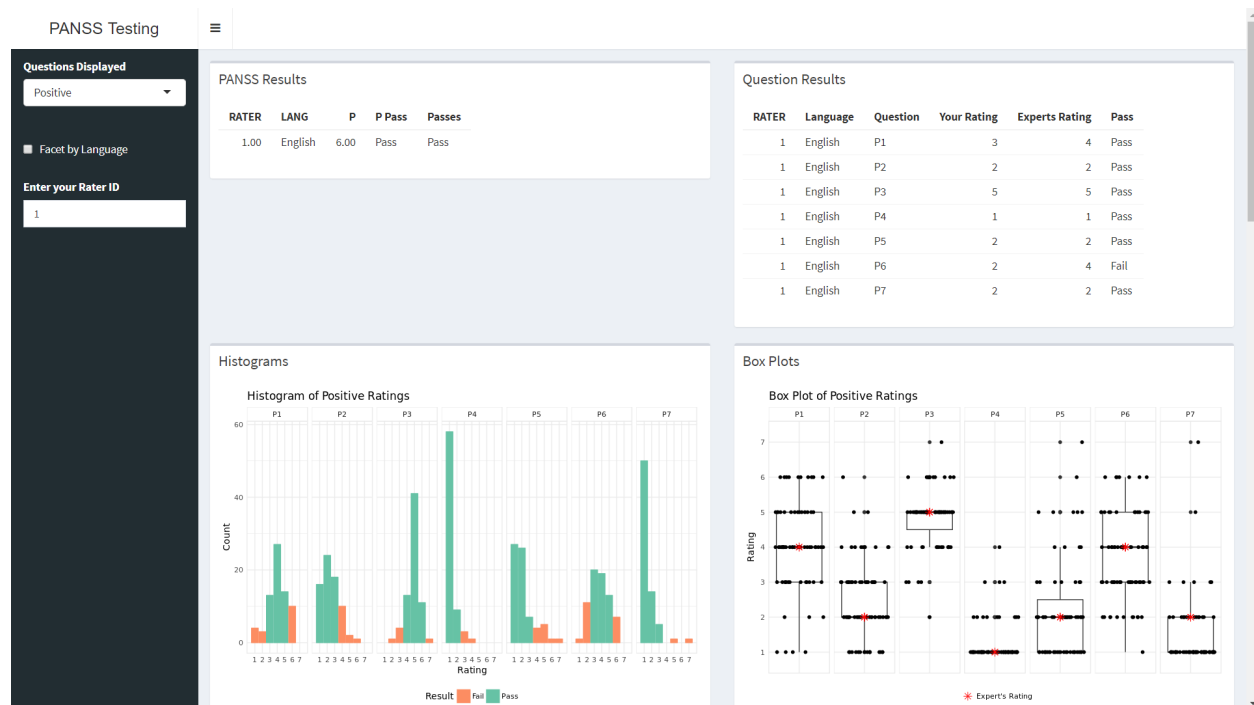 PANSS Testing
Questions Displayed
Positive
Facet by Language
Enter your Rater ID
1
PANSS Results
RATER LANG P P Pass Passes
1.00 English 6.00 Pass Pass
Question Results
RATER Language Question Your Rating Experts Rating Pass
1 English P1 3 4 Pass
1 English P2 2 2 Pass
1 English P3 5 5 Pass
1 English P4 1 1 Pass
1 English P5 2 2 Pass
1 English P6 2 4 Fail
1 English P7 2 2 Pass
Histograms
Histogram of Positive Ratings
P1 P2 P3 P4 P5 P6 P7
60
40
20
0
Count
1 2 3 4 5 6 7 1 2 3 4 5 6 7 1 2 3 4 5 6 7 1 2 3 4 5 6 7 1 2 3 4 5 6 7 1 2 3 4 5 6 7 1 2 3 4 5 6 7
Rating
Result Fail Pass
Box Plots
Box Plot of Positive Ratings
P1 P2 P3 P4 P5 P6 P7
7
6
5
4
3
2
1
Rating
Expert's Rating